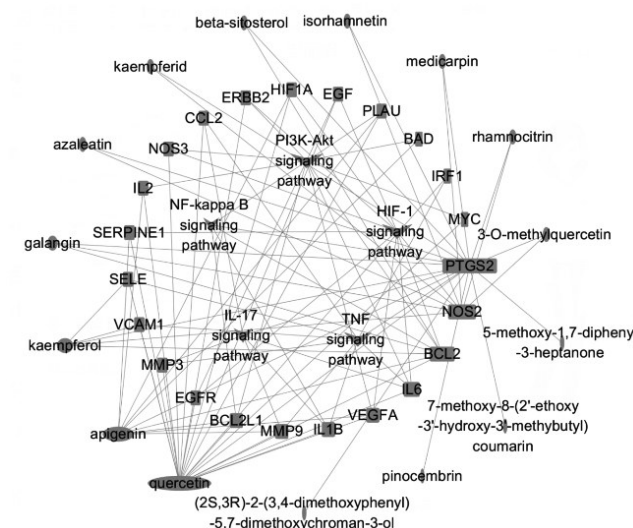 beta-sitosterol
isorhamnetin
kaempferid
medicarpin
ERBB2
HIF1A
EGF
CCL2
PLAU
azaleatin
NOS3
PI3K-Akt
signaling
pathway
BAD
rhamnocitrin
IL2
IRF1
NF-kappa B
signaling
pathway
HIF-1
signaling
pathway
MYC
SERPINE1
3-O-methylquercetin
galangin
PTGS2
SELE
NOS2
VCAM1
IL-17
signaling
pathway
TNF
signaling
pathway
5-methoxy-1,7-dipheny
-3-heptanone
kaempferol
MMP3
BCL2
EGFR
IL6
7-methoxy-8-(2'-ethoxy
-3'-hydroxy-3'-methybutyl)
coumarin
apigenin
BCL2L1
MMP9
IL1B
VEGFA
pinocembrin
quercetin
(2S,3R)-2-(3,4-dimethoxyphenyl)
-5,7-dimethoxychroman-3-ol